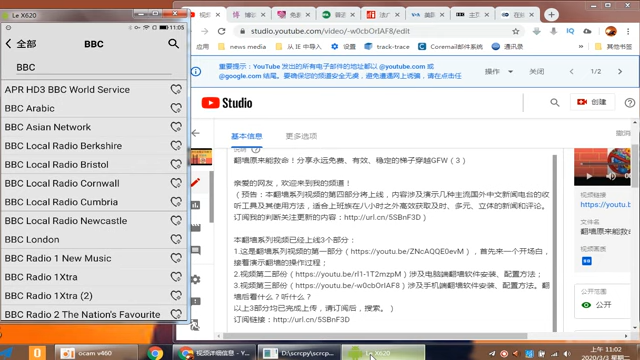 Le X620
11:05
全部
BBC
BBC
APR HD3 BBC World Service
BBC Arabic
BBC Asian Network
BBC Local Radio Berkshire
BBC Local Radio Bristol
BBC Local Radio Cornwall
BBC Local Radio Cumbria
BBC Local Radio Newcastle
BBC London
BBC Radio 1 New Music
BBC Radio 1Xtra
BBC Radio 1Xtra (2)
BBC Radio 2 The Nation's Favourite
studio.youtube.com/video/-w0cbOrIAF8/edit
应用
news media
从 IE 中导入
设置
track-trace
Coremail邮件系统
通讯录
重要提示：YouTube 发出的所有电子邮件的地址都以 @youtube.com 或
@google.com 结尾。要确保您的频道安全无虞，避免遭遇网上诱骗，请在点击任
操作
关闭
1/2
Studio
创建
基本信息
更多选项
撤消
说明
翻墙原来能救命！分享永远免费、有效、稳定的梯子穿越GFW（3）
亲爱的网友，欢迎来到我的频道！
（预告：本翻墙系列视频的第四部分将上线，内容涉及演示几种主流国外中文新闻电台的收
听工具及其使用方法，适合上班族在八小时之外高效获取及时、多元、立体的新闻和评论。
订阅我的判断关注更新的内容：http://url.cn/5SBnF3D）
本翻墙系列视频已经上线3个部分：
1.这是翻墙系列视频的第一部分（https://youtu.be/ZNcAQQE0evM），首先来一个开场白，
接着演示翻墙的操作过程；
2.视频第二部份（https://youtu.be/rl1-1T2mzpM）涉及电脑端翻墙软件安装、配置方法；
3.视频第三部份（https://youtu.be/-w0cbOrIAF8）涉及手机端翻墙软件安装、配置方法。
翻墙后看什么？听什么？
以上3部分均已完成上传，请订阅后，搜索。）
订阅链接：http://url.cn/5SBnF3D
视频链接
https://youtu.
文件名
翻墙原来能救
视频画质
公开范围
公开
ocam v460
视频详细信息 - Y...
D:\scrcpy\scrcp...
Le X620
上午 11:02
2020/3/3 星期二